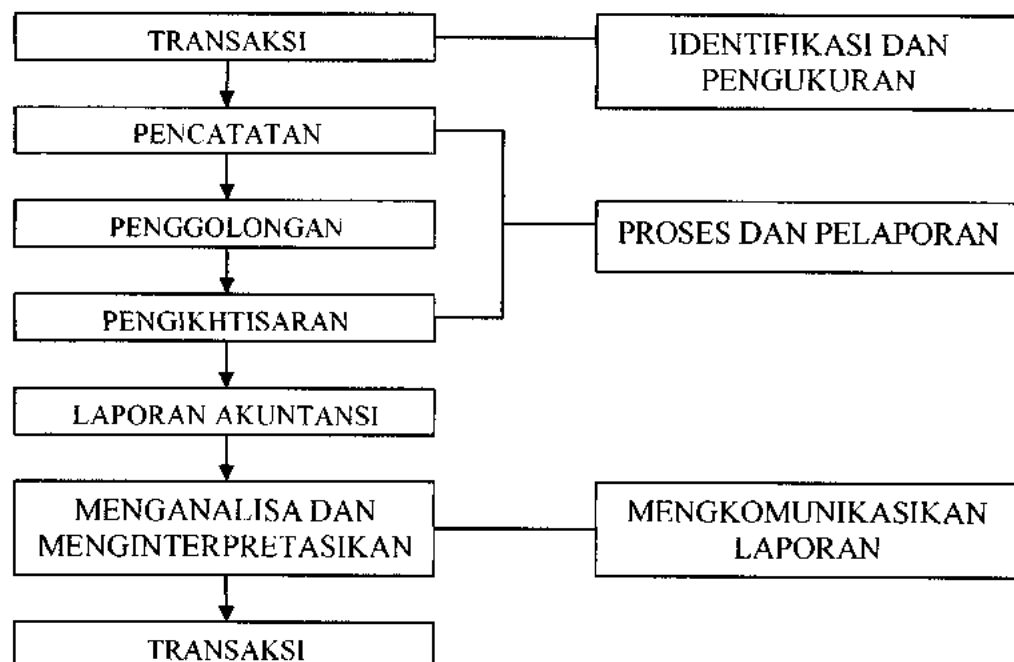 TRANSAKSI
IDENTIFIKASI DAN
PENGUKURAN
PENCATATAN
PENGGOLONGAN
PROSES DAN PELAPORAN
PENGIKHTISARAN
LAPORAN AKUNTANSI
MENGANALISA DAN
MENGINTERPRETASIKAN
MENGKOMUNIKASIKAN
LAPORAN
TRANSAKSI